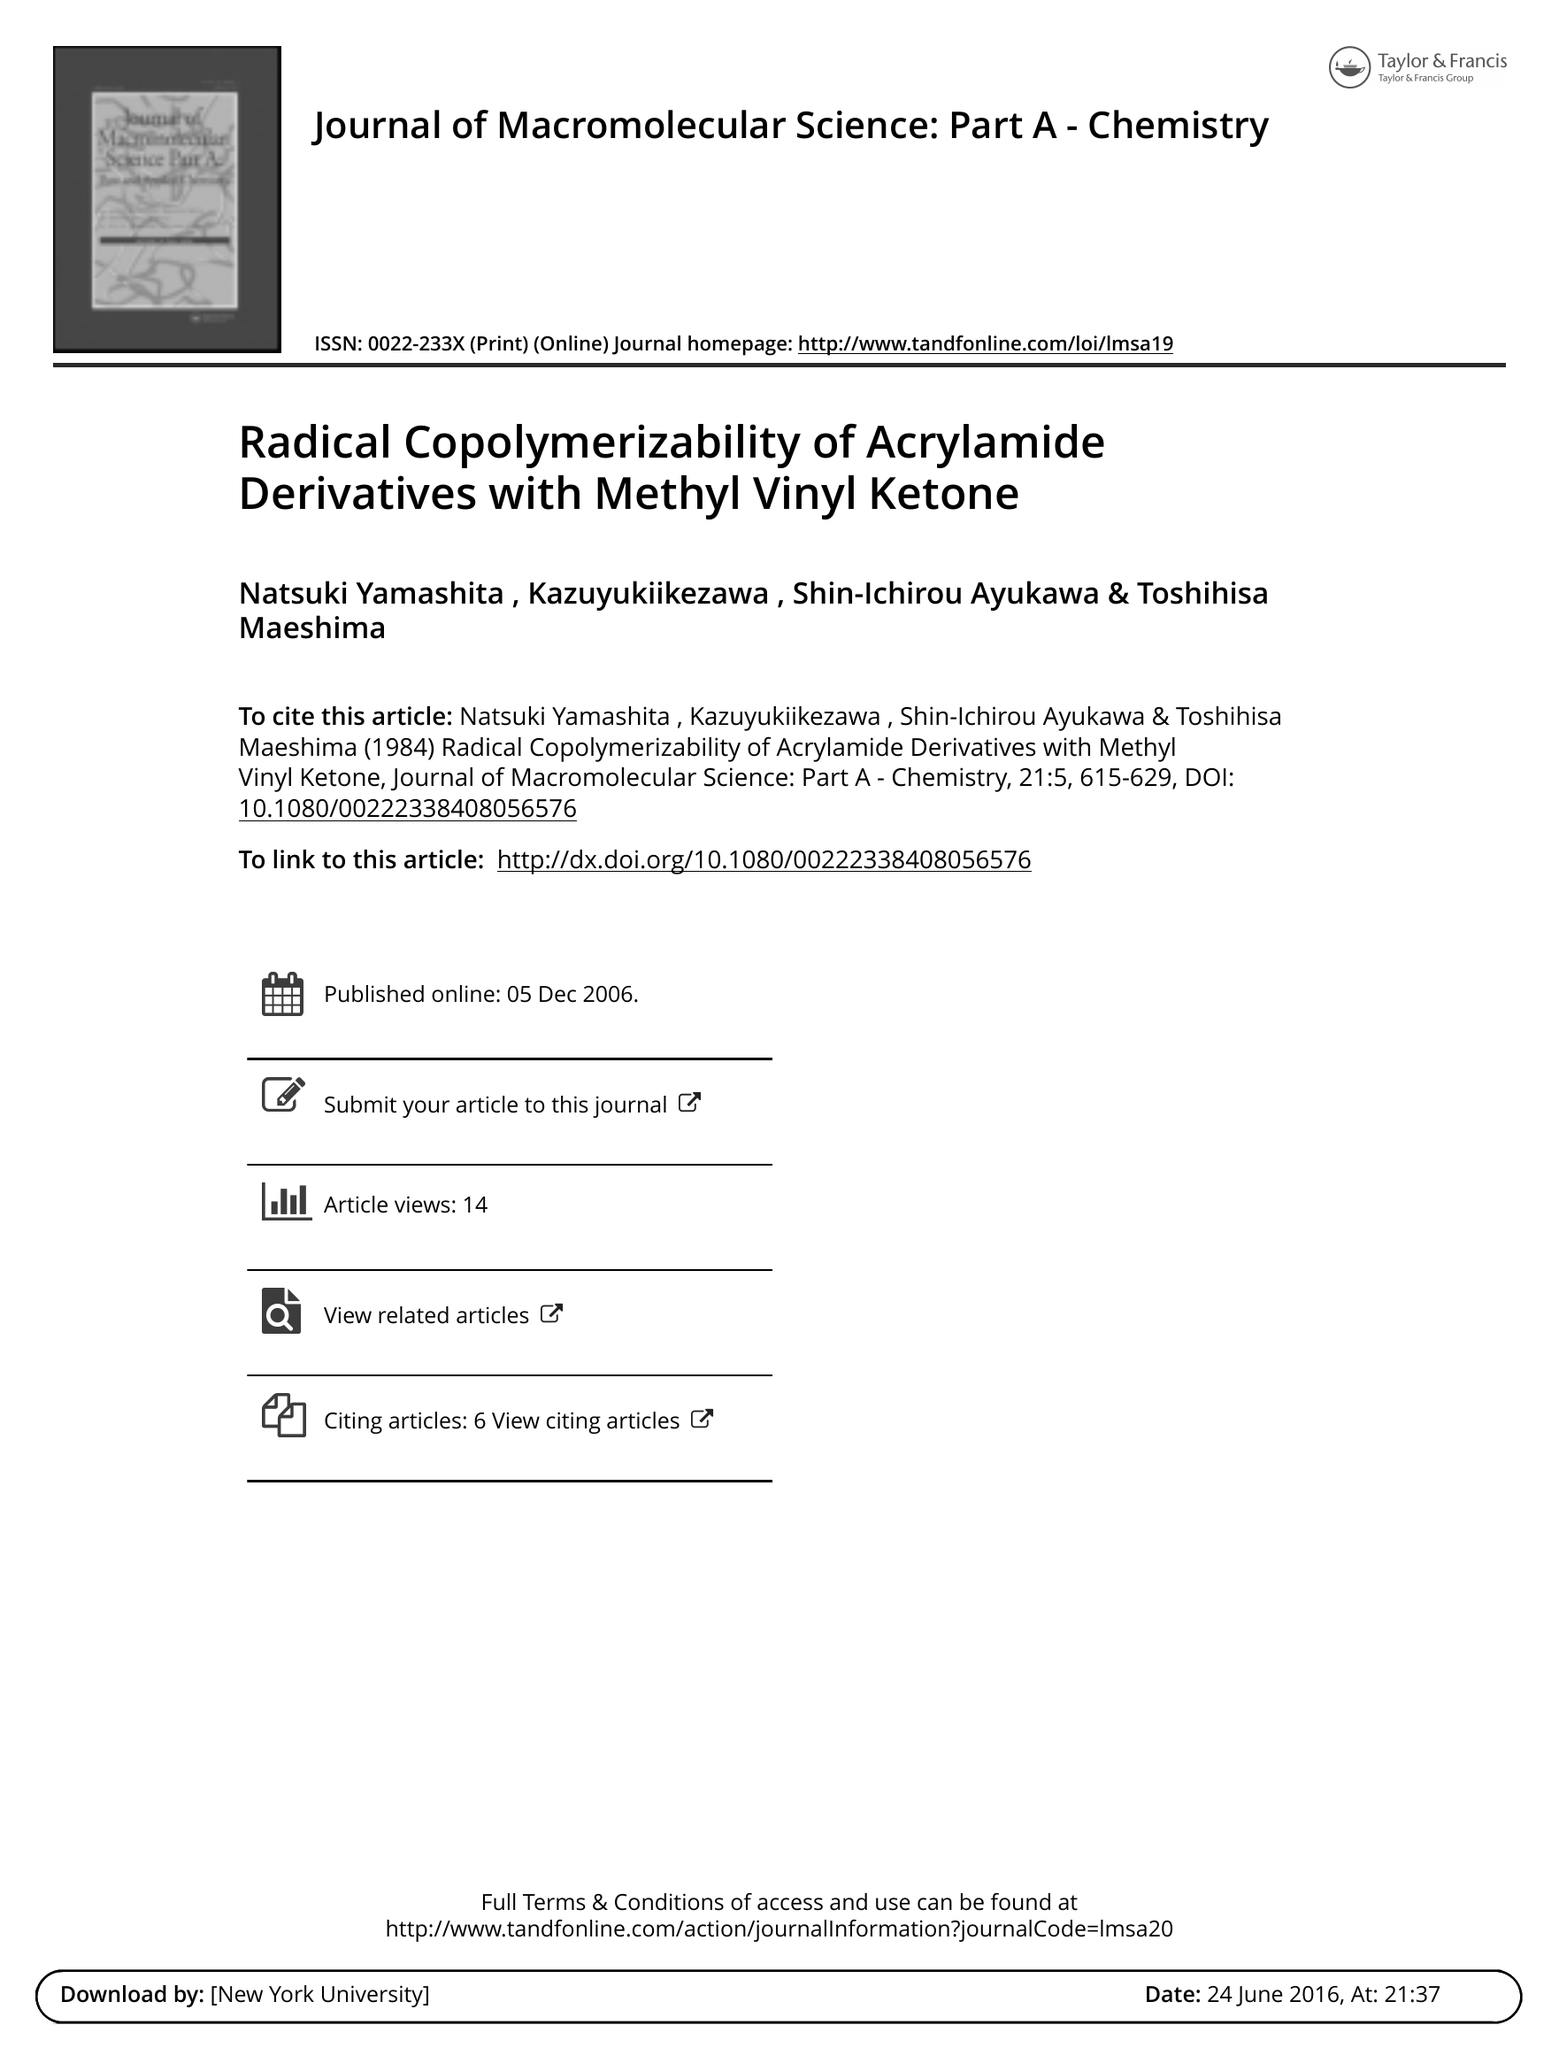 Taylor & Francis
Taylor & Francis Group
Journal of
Macromolecular
Science Part A
Pure and Applied Chemistry
Journal of Macromolecular Science: Part A - Chemistry
ISSN: 0022-233X (Print) (Online) Journal homepage: http://www.tandfonline.com/loi/lmsa19
Radical Copolymerizability of Acrylamide
Derivatives with Methyl Vinyl Ketone
Natsuki Yamashita , Kazuyukiikezawa , Shin-Ichirou Ayukawa & Toshihisa
Maeshima
To cite this article: Natsuki Yamashita , Kazuyukiikezawa , Shin-Ichirou Ayukawa & Toshihisa
Maeshima (1984) Radical Copolymerizability of Acrylamide Derivatives with Methyl
Vinyl Ketone, Journal of Macromolecular Science: Part A - Chemistry, 21:5, 615-629, DOI:
10.1080/00222338408056576
To link to this article: http://dx.doi.org/10.1080/00222338408056576
Published online: 05 Dec 2006.
Submit your article to this journal
Article views: 14
View related articles
Citing articles: 6 View citing articles
Full Terms & Conditions of access and use can be found at
http://www.tandfonline.com/action/journalInformation?journalCode=lmsa20
Download by: [New York University]
Date: 24 June 2016, At: 21:37